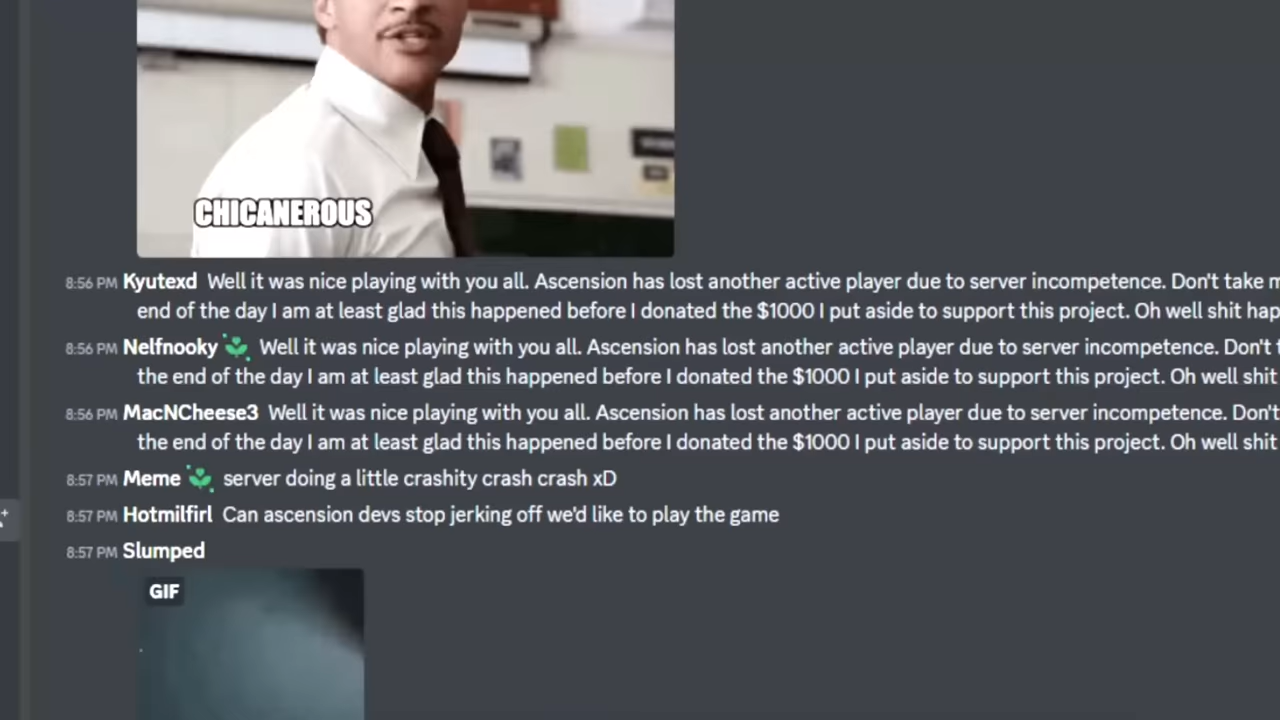 CHICANEROUS
8:56 PM Kyutexd Well it was nice playing with you all. Ascension has lost another active player due to server incompetence. Don't take
end of the day I am at least glad this happened before I donated the $1000 I put aside to support this project. Oh well shit
8:56 PM Nelfnooky Well it was nice playing with you all. Ascension has lost another active player due to server incompetence. Don't
the end of the day I am at least glad this happened before I donated the $1000 I put aside to support this project. Oh well shit
8:56 PM MacNCheese3 Well it was nice playing with you all. Ascension has lost another active player due to server incompetence. Don't
the end of the day I am at least glad this happened before I donated the $1000 I put aside to support this project. Oh well shit
8:57 PM Meme server doing a little crashity crash crash xD
8:57 PM Hotmilfirl Can ascension devs stop jerking off we'd like to play the game
8:57 PM Slumped
GIF